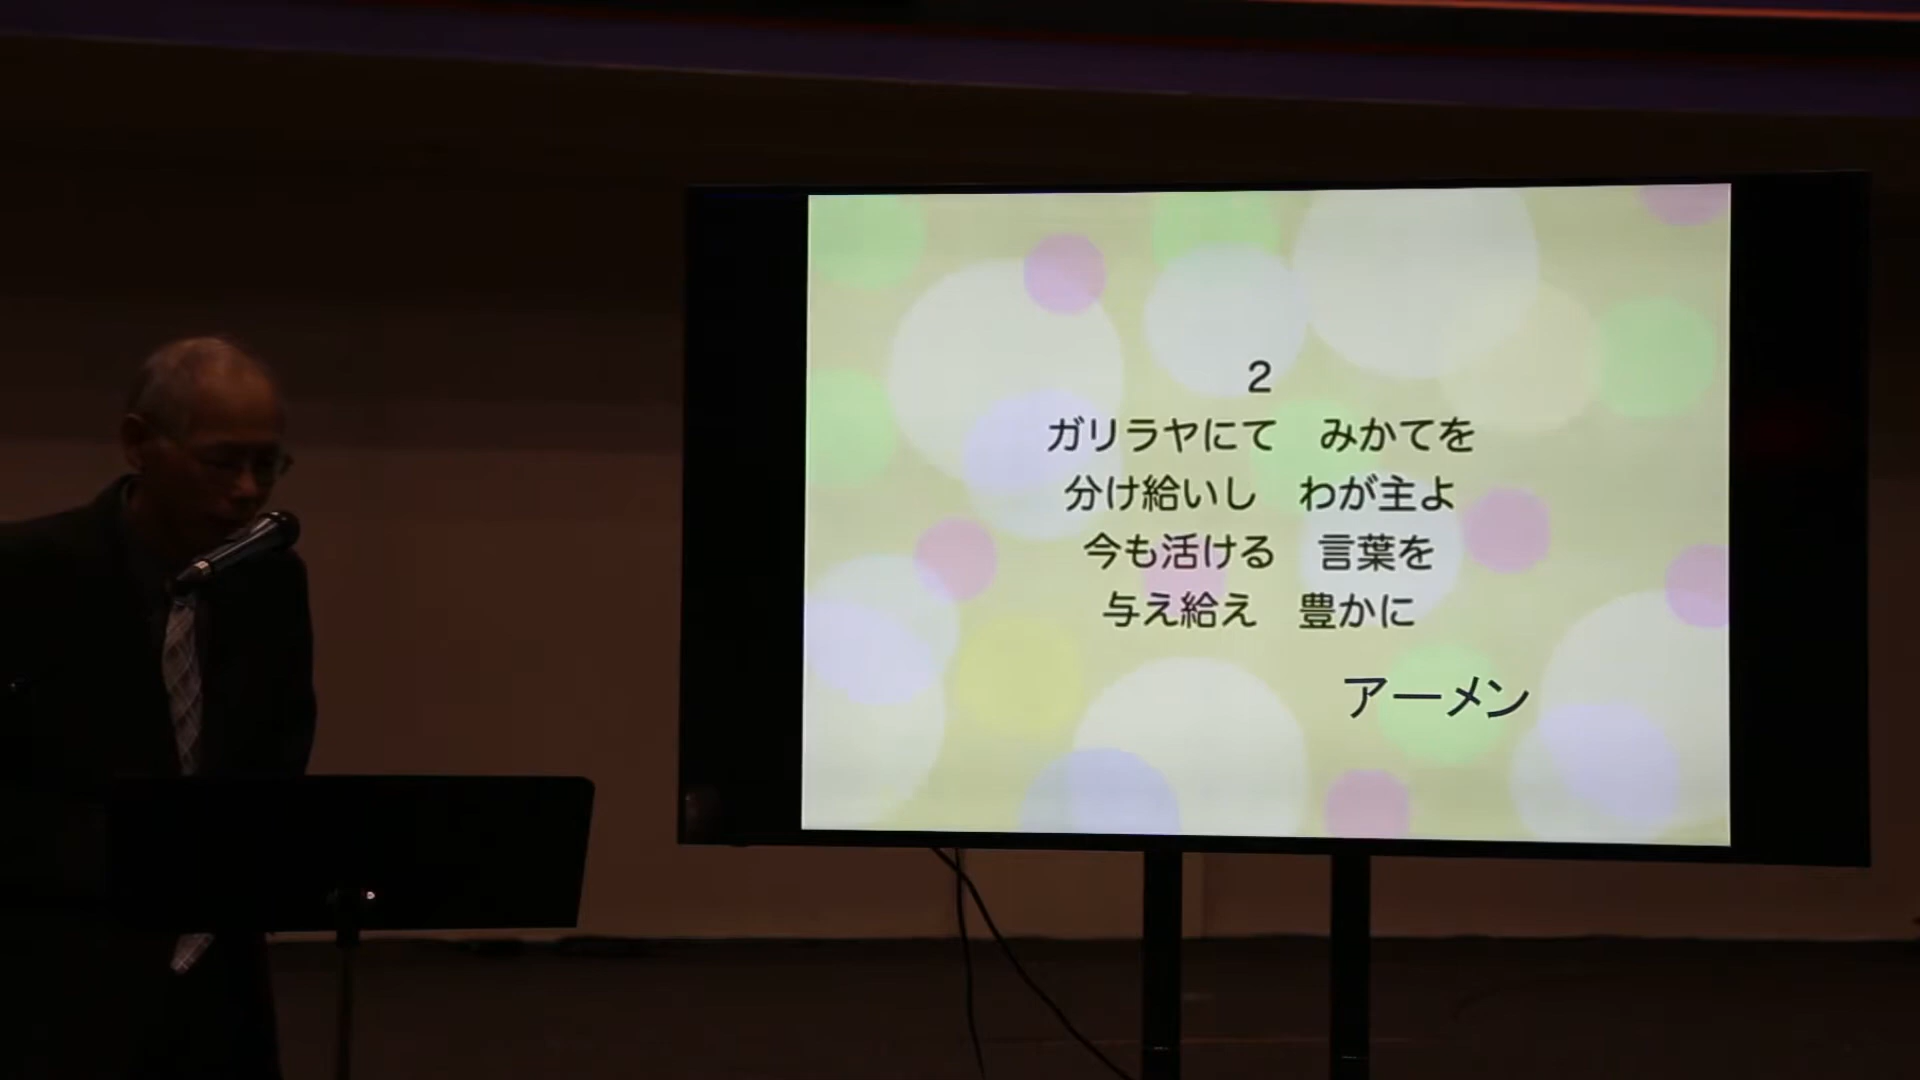 2
ガリラヤにて　みかてを
分け給いし　わが主よ
今も活ける　言葉を
与え給え　豊かに
アーメン